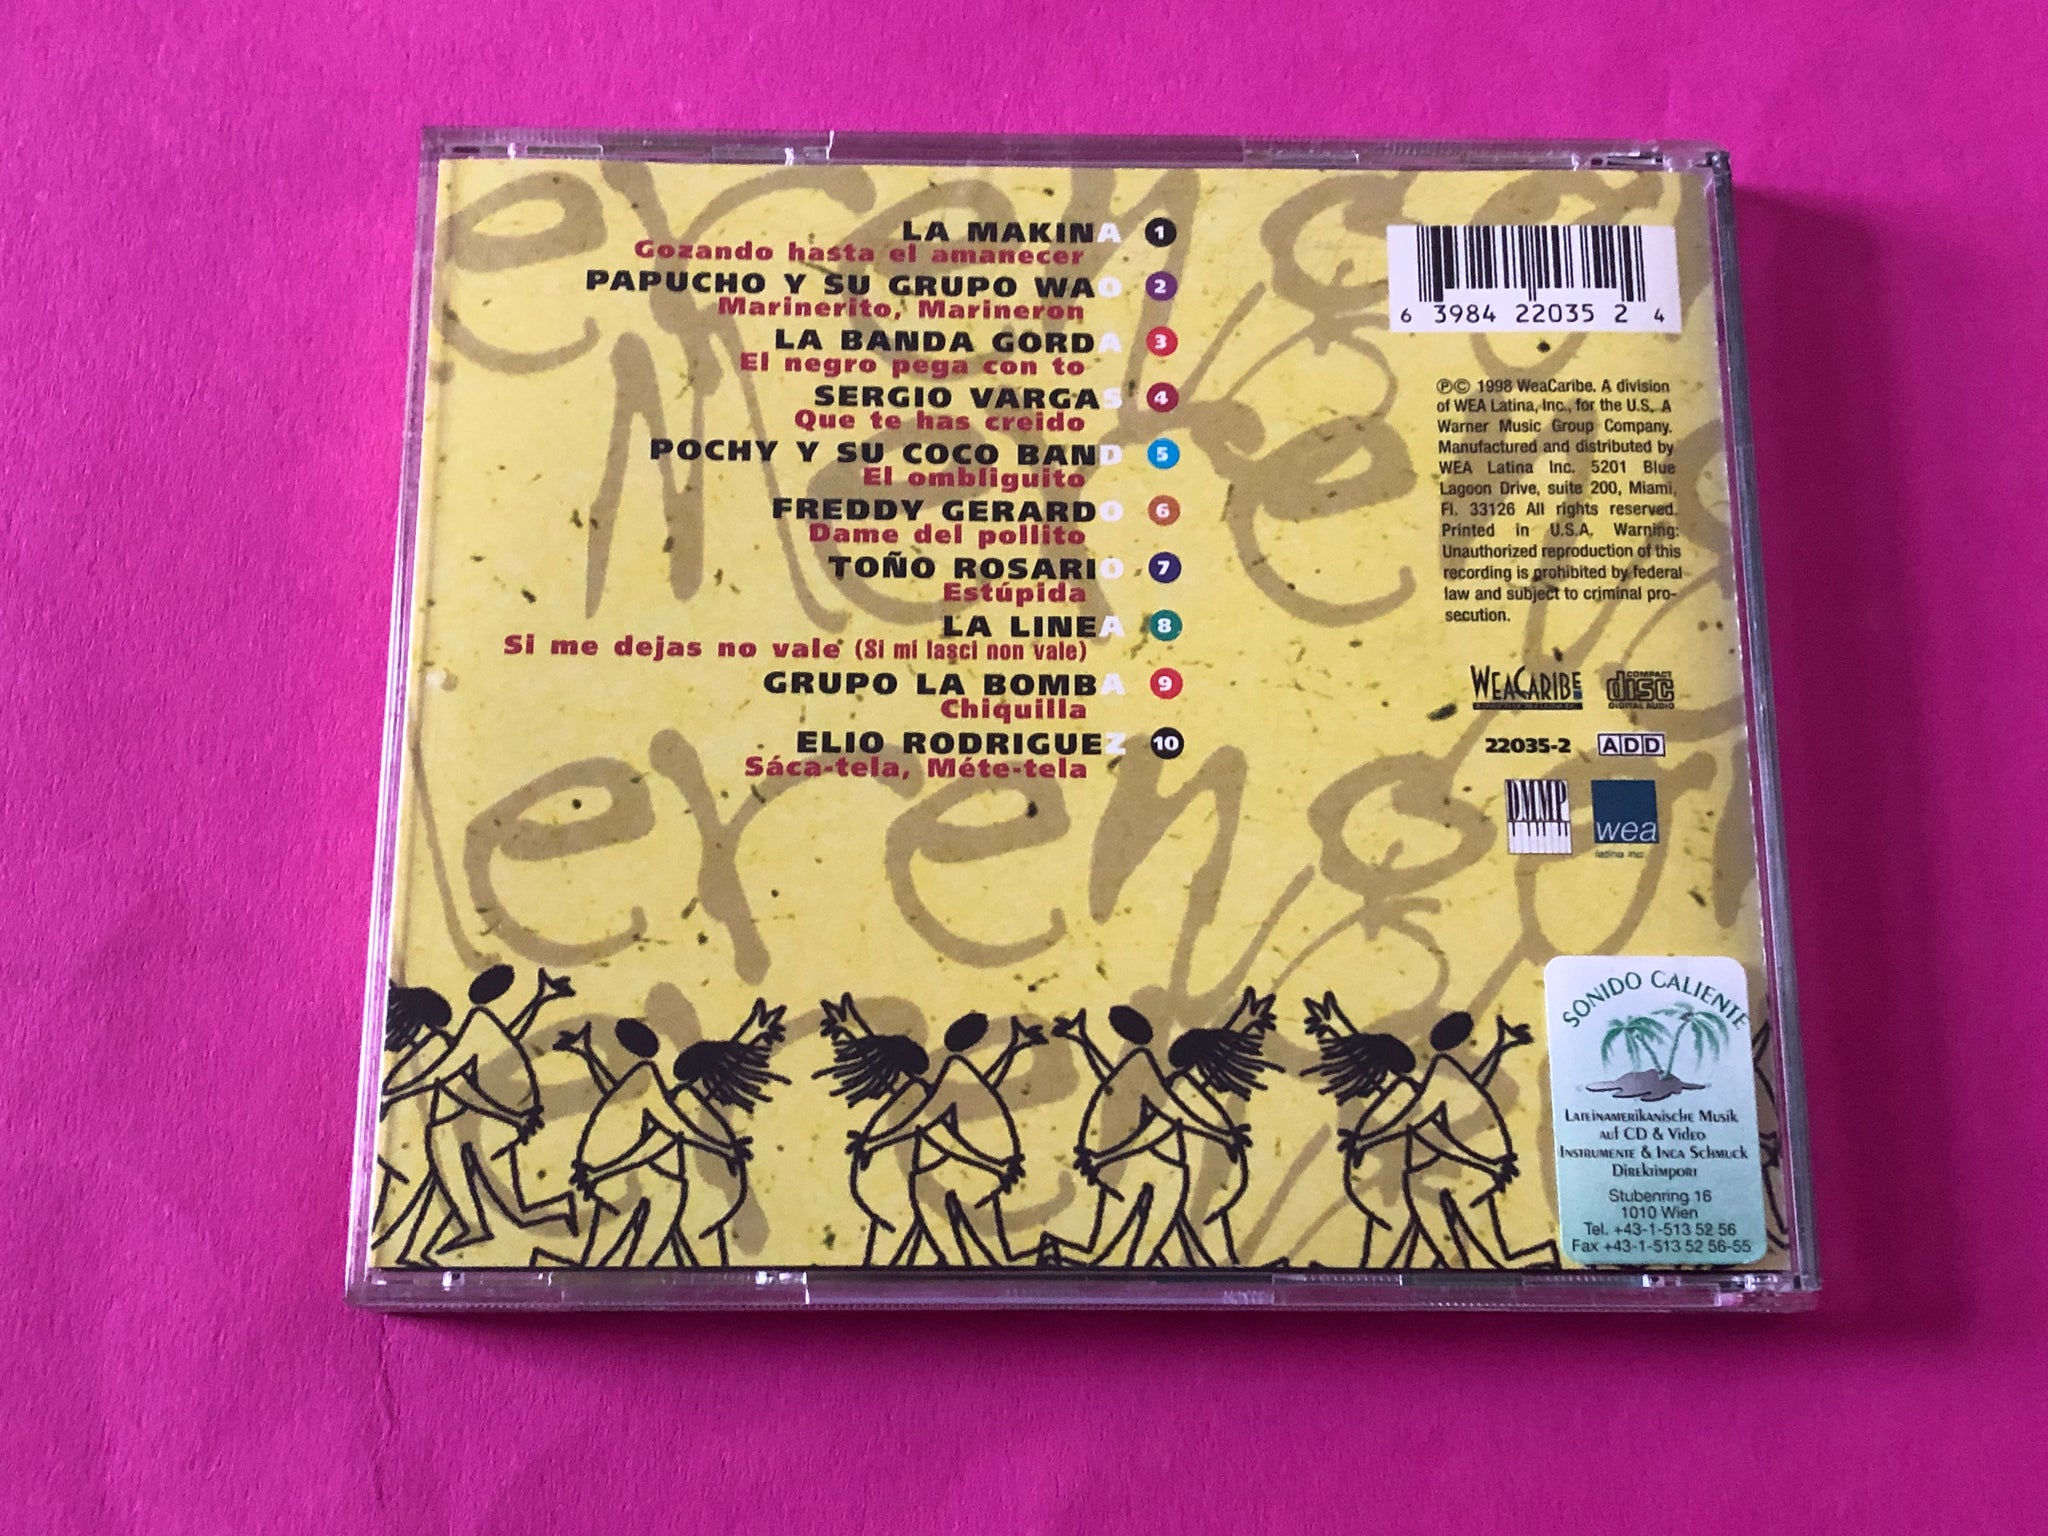 LA MAKINA 1
Gozando hasta el amanecer
PAPUCHO Y SU GRUPO WAO 2
Marinerito, Marineron
LA BANDA GORDA 3
El negro pega con to
SERGIO VARGAS 4
Que te has creido
POCHY Y SU COCO BAND 5
El ombliguito
FREDDY GERARDO 6
Dame del pollito
TOÑO ROSARIO 7
Estúpida
LA LINEA 8
Si me dejas no vale (Si mi lasci non vale)
GRUPO LA BOMBA 9
Chiquilla
ELIO RODRIGUEZ 10
Sáca-tela, Méte-tela
6 39842 2035 2 4
℗© 1998 WeaCaribe. A division
of WEA Latina, Inc., for the U.S. A
Warner Music Group Company.
Manufactured and distributed by
WEA Latina Inc. 5201 Blue
Lagoon Drive, suite 200, Miami,
Fl. 33126 All rights reserved.
Printed in U.S.A. Warning:
Unauthorized reproduction of this
recording is prohibited by federal
law and subject to criminal pro-
secution.
WEACARIBE
COMPACT
disc
DIGITAL AUDIO
22035-2 ADD
DMMP
wea
latina inc.
Merengue
SONIDO CALIENTE
LATEINAMERIKANISCHE MUSIK
AUF CD & VIDEO
INSTRUMENTE & INCA SCHMUCK
DIREKTIMPORT
Stubenring 16
1010 Wien
Tel. +43-1-513 52 56
Fax +43-1-513 52 56-55